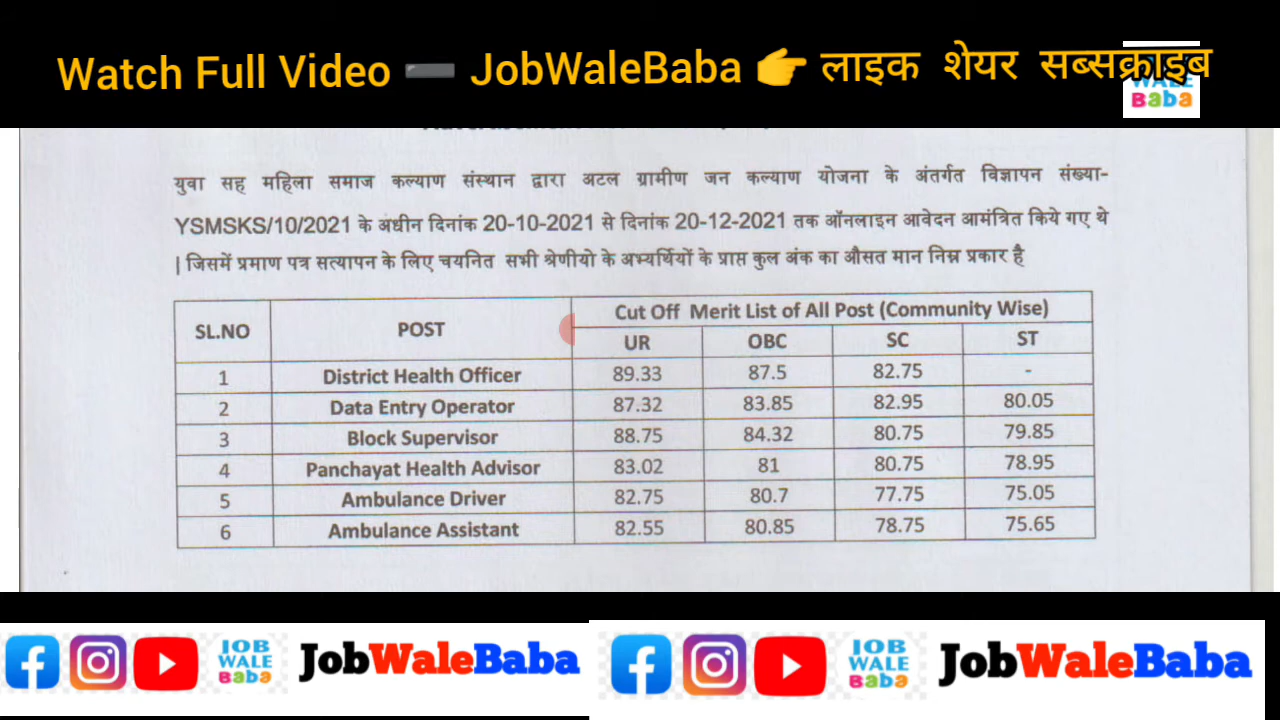 Watch Full Video ➖ JobWaleBaba 👉 लाइक शेयर सब्सक्राइब
WALE
Baba
युवा सह महिला समाज कल्याण संस्थान द्वारा अटल ग्रामीण जन कल्याण योजना के अंतर्गत विज्ञापन संख्या-
YSMSKS/10/2021 के अधीन दिनांक 20-10-2021 से दिनांक 20-12-2021 तक ऑनलाइन आवेदन आमंत्रित किये गए थे
| जिसमें प्रमाण पत्र सत्यापन के लिए चयनित सभी श्रेणीयो के अभ्यर्थियों के प्राप्त कुल अंक का औसत मान निम्न प्रकार है
SL.NO POST Cut Off Merit List of All Post (Community Wise)
UR OBC SC ST
1 District Health Officer 89.33 87.5 82.75 -
2 Data Entry Operator 87.32 83.85 82.95 80.05
3 Block Supervisor 88.75 84.32 80.75 79.85
4 Panchayat Health Advisor 83.02 81 80.75 78.95
5 Ambulance Driver 82.75 80.7 77.75 75.05
6 Ambulance Assistant 82.55 80.85 78.75 75.65
JOB
WALE
Baba
JobWaleBaba
JOB
WALE
Baba
JobWaleBaba